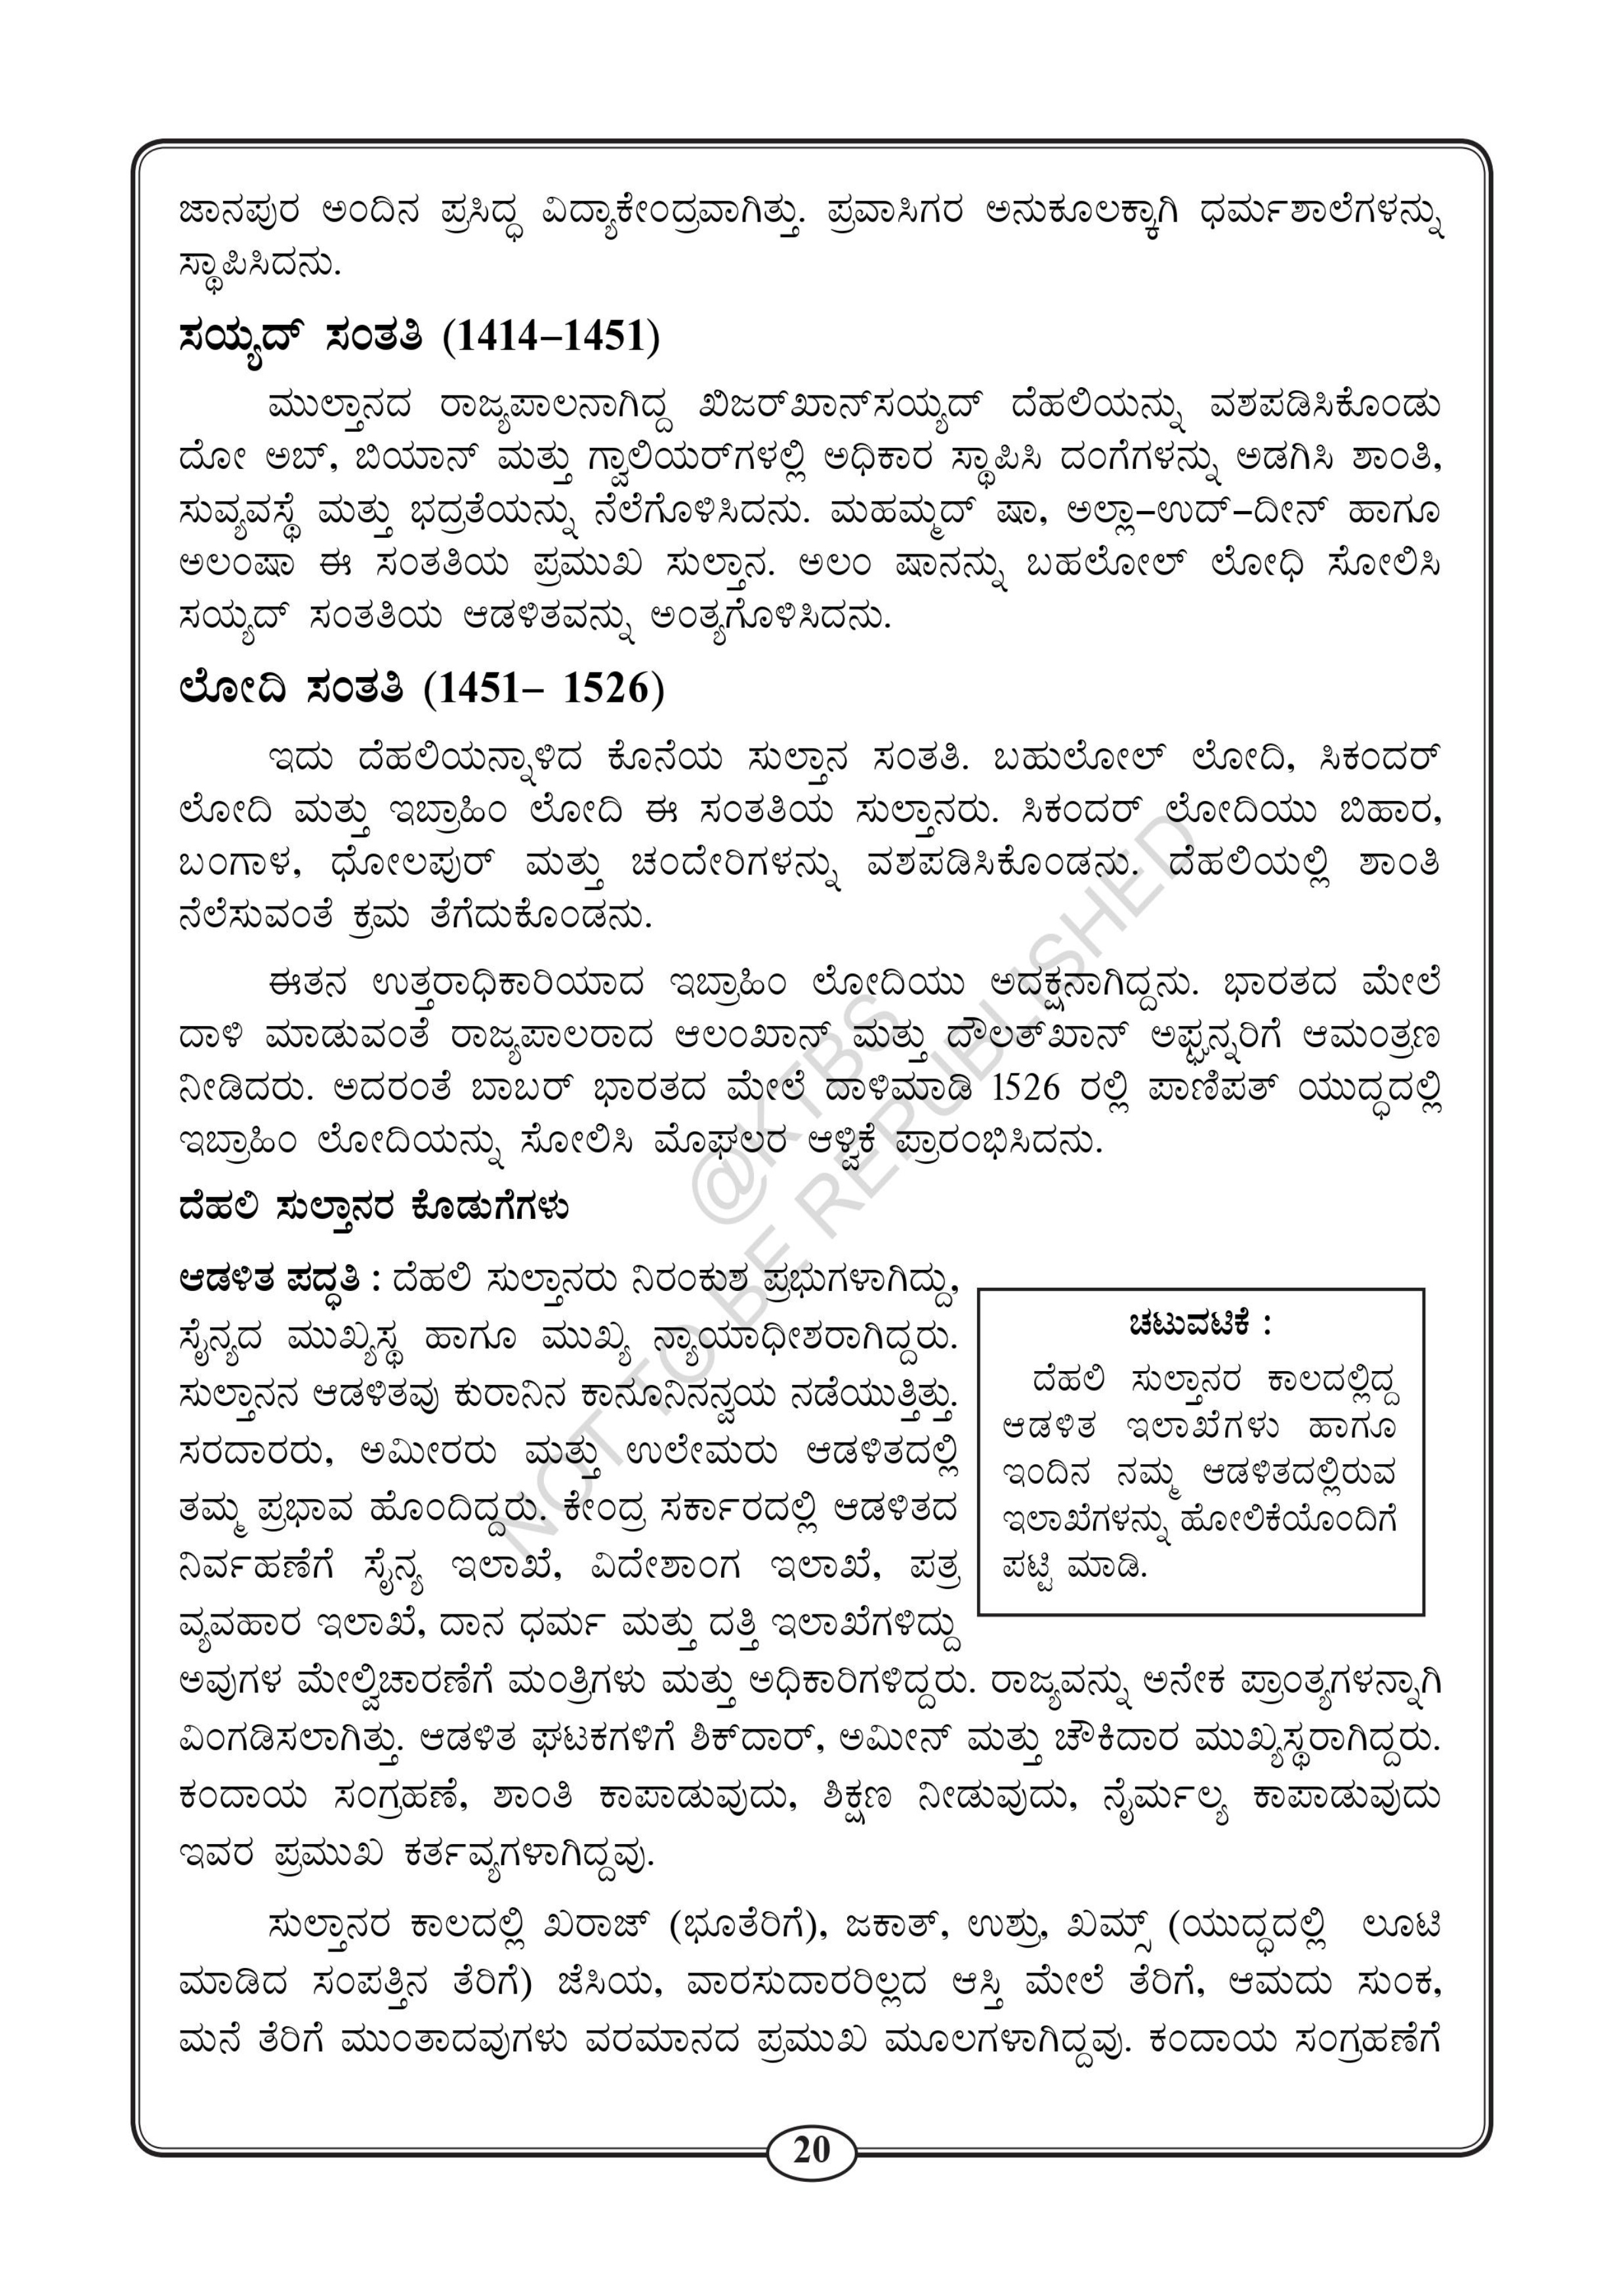 ಜಾನಪುರ ಅಂದಿನ ಪ್ರಸಿದ್ಧ ವಿದ್ಯಾಕೇಂದ್ರವಾಗಿತ್ತು. ಪ್ರವಾಸಿಗರ ಅನುಕೂಲಕ್ಕಾಗಿ ಧರ್ಮಶಾಲೆಗಳನ್ನು
ಸ್ಥಾಪಿಸಿದನು.
ಸಯ್ಯದ್ ಸಂತತಿ (1414–1451)
ಮುಲ್ತಾನದ ರಾಜ್ಯಪಾಲನಾಗಿದ್ದ ಖಿಜರ್‌ಖಾನ್‌ಸಯ್ಯದ್ ದೆಹಲಿಯನ್ನು ವಶಪಡಿಸಿಕೊಂಡು
ದೋ ಅಬ್, ಬಿಯಾನ್ ಮತ್ತು ಗ್ವಾಲಿಯರ್‌ಗಳಲ್ಲಿ ಅಧಿಕಾರ ಸ್ಥಾಪಿಸಿ ದಂಗೆಗಳನ್ನು ಅಡಗಿಸಿ ಶಾಂತಿ,
ಸುವ್ಯವಸ್ಥೆ ಮತ್ತು ಭದ್ರತೆಯನ್ನು ನೆಲೆಗೊಳಿಸಿದನು. ಮಹಮ್ಮದ್ ಷಾ, ಅಲ್ಲಾ–ಉದ್–ದೀನ್ ಹಾಗೂ
ಅಲಂಷಾ ಈ ಸಂತತಿಯ ಪ್ರಮುಖ ಸುಲ್ತಾನ. ಅಲಂ ಷಾನನ್ನು ಬಹಲೋಲ್ ಲೋಧಿ ಸೋಲಿಸಿ
ಸಯ್ಯದ್ ಸಂತತಿಯ ಆಡಳಿತವನ್ನು ಅಂತ್ಯಗೊಳಿಸಿದನು.
ಲೋದಿ ಸಂತತಿ (1451– 1526)
ಇದು ದೆಹಲಿಯನ್ನಾಳಿದ ಕೊನೆಯ ಸುಲ್ತಾನ ಸಂತತಿ. ಬಹುಲೋಲ್ ಲೋದಿ, ಸಿಕಂದರ್
ಲೋದಿ ಮತ್ತು ಇಬ್ರಾಹಿಂ ಲೋದಿ ಈ ಸಂತತಿಯ ಸುಲ್ತಾನರು. ಸಿಕಂದರ್ ಲೋದಿಯು ಬಿಹಾರ,
ಬಂಗಾಳ, ಧೋಲಪುರ್ ಮತ್ತು ಚಂದೇರಿಗಳನ್ನು ವಶಪಡಿಸಿಕೊಂಡನು. ದೆಹಲಿಯಲ್ಲಿ ಶಾಂತಿ
ನೆಲೆಸುವಂತೆ ಕ್ರಮ ತೆಗೆದುಕೊಂಡನು.
ಈತನ ಉತ್ತರಾಧಿಕಾರಿಯಾದ ಇಬ್ರಾಹಿಂ ಲೋದಿಯು ಅದಕ್ಷನಾಗಿದ್ದನು. ಭಾರತದ ಮೇಲೆ
ದಾಳಿ ಮಾಡುವಂತೆ ರಾಜ್ಯಪಾಲರಾದ ಆಲಂಖಾನ್ ಮತ್ತು ದೌಲತ್‌ಖಾನ್ ಅಫ್ಘನ್ನರಿಗೆ ಆಮಂತ್ರಣ
ನೀಡಿದರು. ಅದರಂತೆ ಬಾಬರ್ ಭಾರತದ ಮೇಲೆ ದಾಳಿಮಾಡಿ 1526 ರಲ್ಲಿ ಪಾಣಿಪತ್ ಯುದ್ಧದಲ್ಲಿ
ಇಬ್ರಾಹಿಂ ಲೋದಿಯನ್ನು ಸೋಲಿಸಿ ಮೊಘಲರ ಆಳ್ವಿಕೆ ಪ್ರಾರಂಭಿಸಿದನು.
ದೆಹಲಿ ಸುಲ್ತಾನರ ಕೊಡುಗೆಗಳು
ಆಡಳಿತ ಪದ್ಧತಿ : ದೆಹಲಿ ಸುಲ್ತಾನರು ನಿರಂಕುಶ ಪ್ರಭುಗಳಾಗಿದ್ದು,
ಸೈನ್ಯದ ಮುಖ್ಯಸ್ಥ ಹಾಗೂ ಮುಖ್ಯ ನ್ಯಾಯಾಧೀಶರಾಗಿದ್ದರು.
ಸುಲ್ತಾನನ ಆಡಳಿತವು ಕುರಾನಿನ ಕಾನೂನಿನನ್ವಯ ನಡೆಯುತ್ತಿತ್ತು.
ಸರದಾರರು, ಅಮೀರರು ಮತ್ತು ಉಲೇಮರು ಆಡಳಿತದಲ್ಲಿ
ತಮ್ಮ ಪ್ರಭಾವ ಹೊಂದಿದ್ದರು. ಕೇಂದ್ರ ಸರ್ಕಾರದಲ್ಲಿ ಆಡಳಿತದ
ನಿರ್ವಹಣೆಗೆ ಸೈನ್ಯ ಇಲಾಖೆ, ವಿದೇಶಾಂಗ ಇಲಾಖೆ, ಪತ್ರ
ವ್ಯವಹಾರ ಇಲಾಖೆ, ದಾನ ಧರ್ಮ ಮತ್ತು ದತ್ತಿ ಇಲಾಖೆಗಳಿದ್ದು
ಅವುಗಳ ಮೇಲ್ವಿಚಾರಣೆಗೆ ಮಂತ್ರಿಗಳು ಮತ್ತು ಅಧಿಕಾರಿಗಳಿದ್ದರು. ರಾಜ್ಯವನ್ನು ಅನೇಕ ಪ್ರಾಂತ್ಯಗಳನ್ನಾಗಿ
ವಿಂಗಡಿಸಲಾಗಿತ್ತು. ಆಡಳಿತ ಘಟಕಗಳಿಗೆ ಶಿಕ್‌ದಾರ್, ಅಮೀನ್ ಮತ್ತು ಚೌಕಿದಾರ ಮುಖ್ಯಸ್ಥರಾಗಿದ್ದರು.
ಕಂದಾಯ ಸಂಗ್ರಹಣೆ, ಶಾಂತಿ ಕಾಪಾಡುವುದು, ಶಿಕ್ಷಣ ನೀಡುವುದು, ನೈರ್ಮಲ್ಯ ಕಾಪಾಡುವುದು
ಇವರ ಪ್ರಮುಖ ಕರ್ತವ್ಯಗಳಾಗಿದ್ದವು.
ಚಟುವಟಿಕೆ :
ದೆಹಲಿ ಸುಲ್ತಾನರ ಕಾಲದಲ್ಲಿದ್ದ
ಆಡಳಿತ ಇಲಾಖೆಗಳು ಹಾಗೂ
ಇಂದಿನ ನಮ್ಮ ಆಡಳಿತದಲ್ಲಿರುವ
ಇಲಾಖೆಗಳನ್ನು ಹೋಲಿಕೆಯೊಂದಿಗೆ
ಪಟ್ಟಿ ಮಾಡಿ.
ಸುಲ್ತಾನರ ಕಾಲದಲ್ಲಿ ಖರಾಜ್ (ಭೂತೆರಿಗೆ), ಜಕಾತ್, ಉಶ್ರು, ಖಮ್ಸ್ (ಯುದ್ಧದಲ್ಲಿ ಲೂಟಿ
ಮಾಡಿದ ಸಂಪತ್ತಿನ ತೆರಿಗೆ) ಜೆಸಿಯ, ವಾರಸುದಾರರಿಲ್ಲದ ಆಸ್ತಿ ಮೇಲೆ ತೆರಿಗೆ, ಆಮದು ಸುಂಕ,
ಮನೆ ತೆರಿಗೆ ಮುಂತಾದವುಗಳು ವರಮಾನದ ಪ್ರಮುಖ ಮೂಲಗಳಾಗಿದ್ದವು. ಕಂದಾಯ ಸಂಗ್ರಹಣೆಗೆ
20
@KTBS
NOT TO BE REPUBLISHED